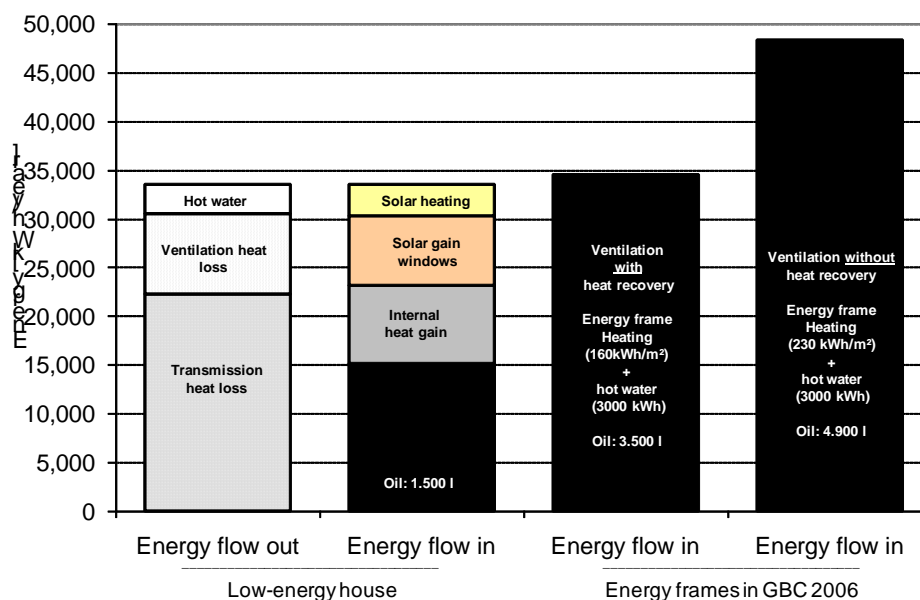 50,000
45,000
40,000
35,000
30,000
25,000
20,000
15,000
10,000
5,000
0
Energy [kWh/year]
Hot water
Ventilation heat
loss
Transmission
heat loss
Solar heating
Solar gain
windows
Internal
heat gain
Oil: 1.500 l
Ventilation
with
heat recovery
Energy frame
Heating
(160kWh/m²)
+
hot water
(3000 kWh)
Oil: 3.500 l
Ventilation without
heat recovery
Energy frame
Heating
(230 kWh/m²)
+
hot water
(3000 kWh)
Oil: 4.900 l
Energy flow out
Energy flow in
Energy flow in
Energy flow in
Low-energy house
Energy frames in GBC 2006